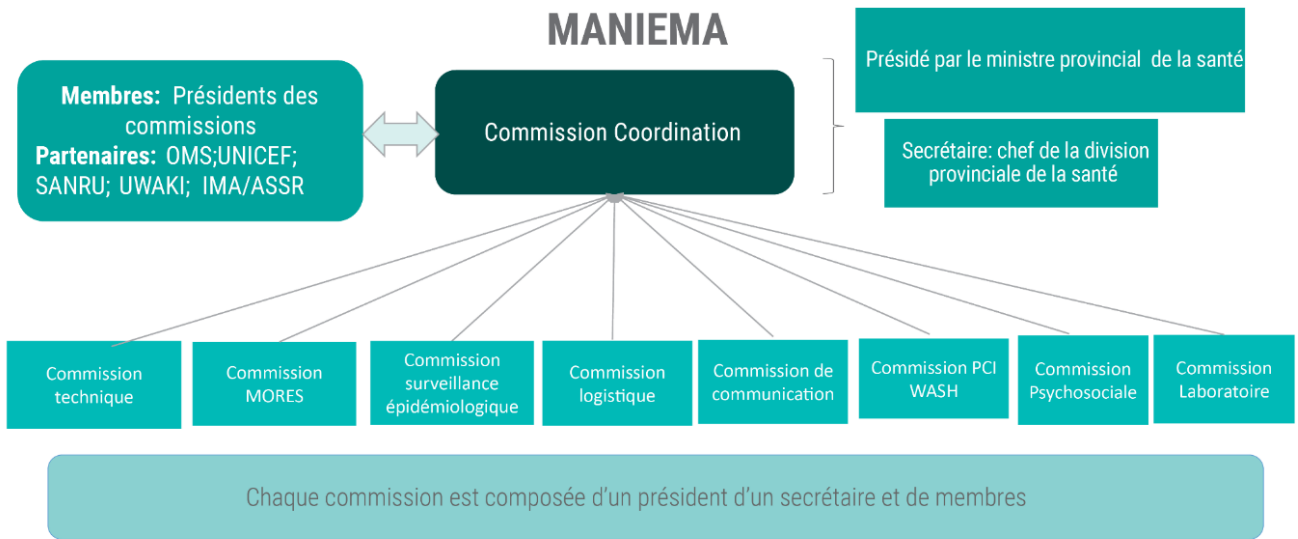 MANIEMA
Membres: Présidents des
commissions
Partenaires: OMS;UNICEF;
SANRU; UWAKI; IMA/ASSR
Commission Coordination
Présidé par le ministre provincial de la santé
Secrétaire: chef de la division
provinciale de la santé
Commission
technique
Commission
MORES
Commission
surveillance
épidémiologique
Commission
logistique
Commission de
communication
Commission PCI
WASH
Commission
Psychosociale
Commission
Laboratoire
Chaque commission est composée d'un président d'un secrétaire et de membres